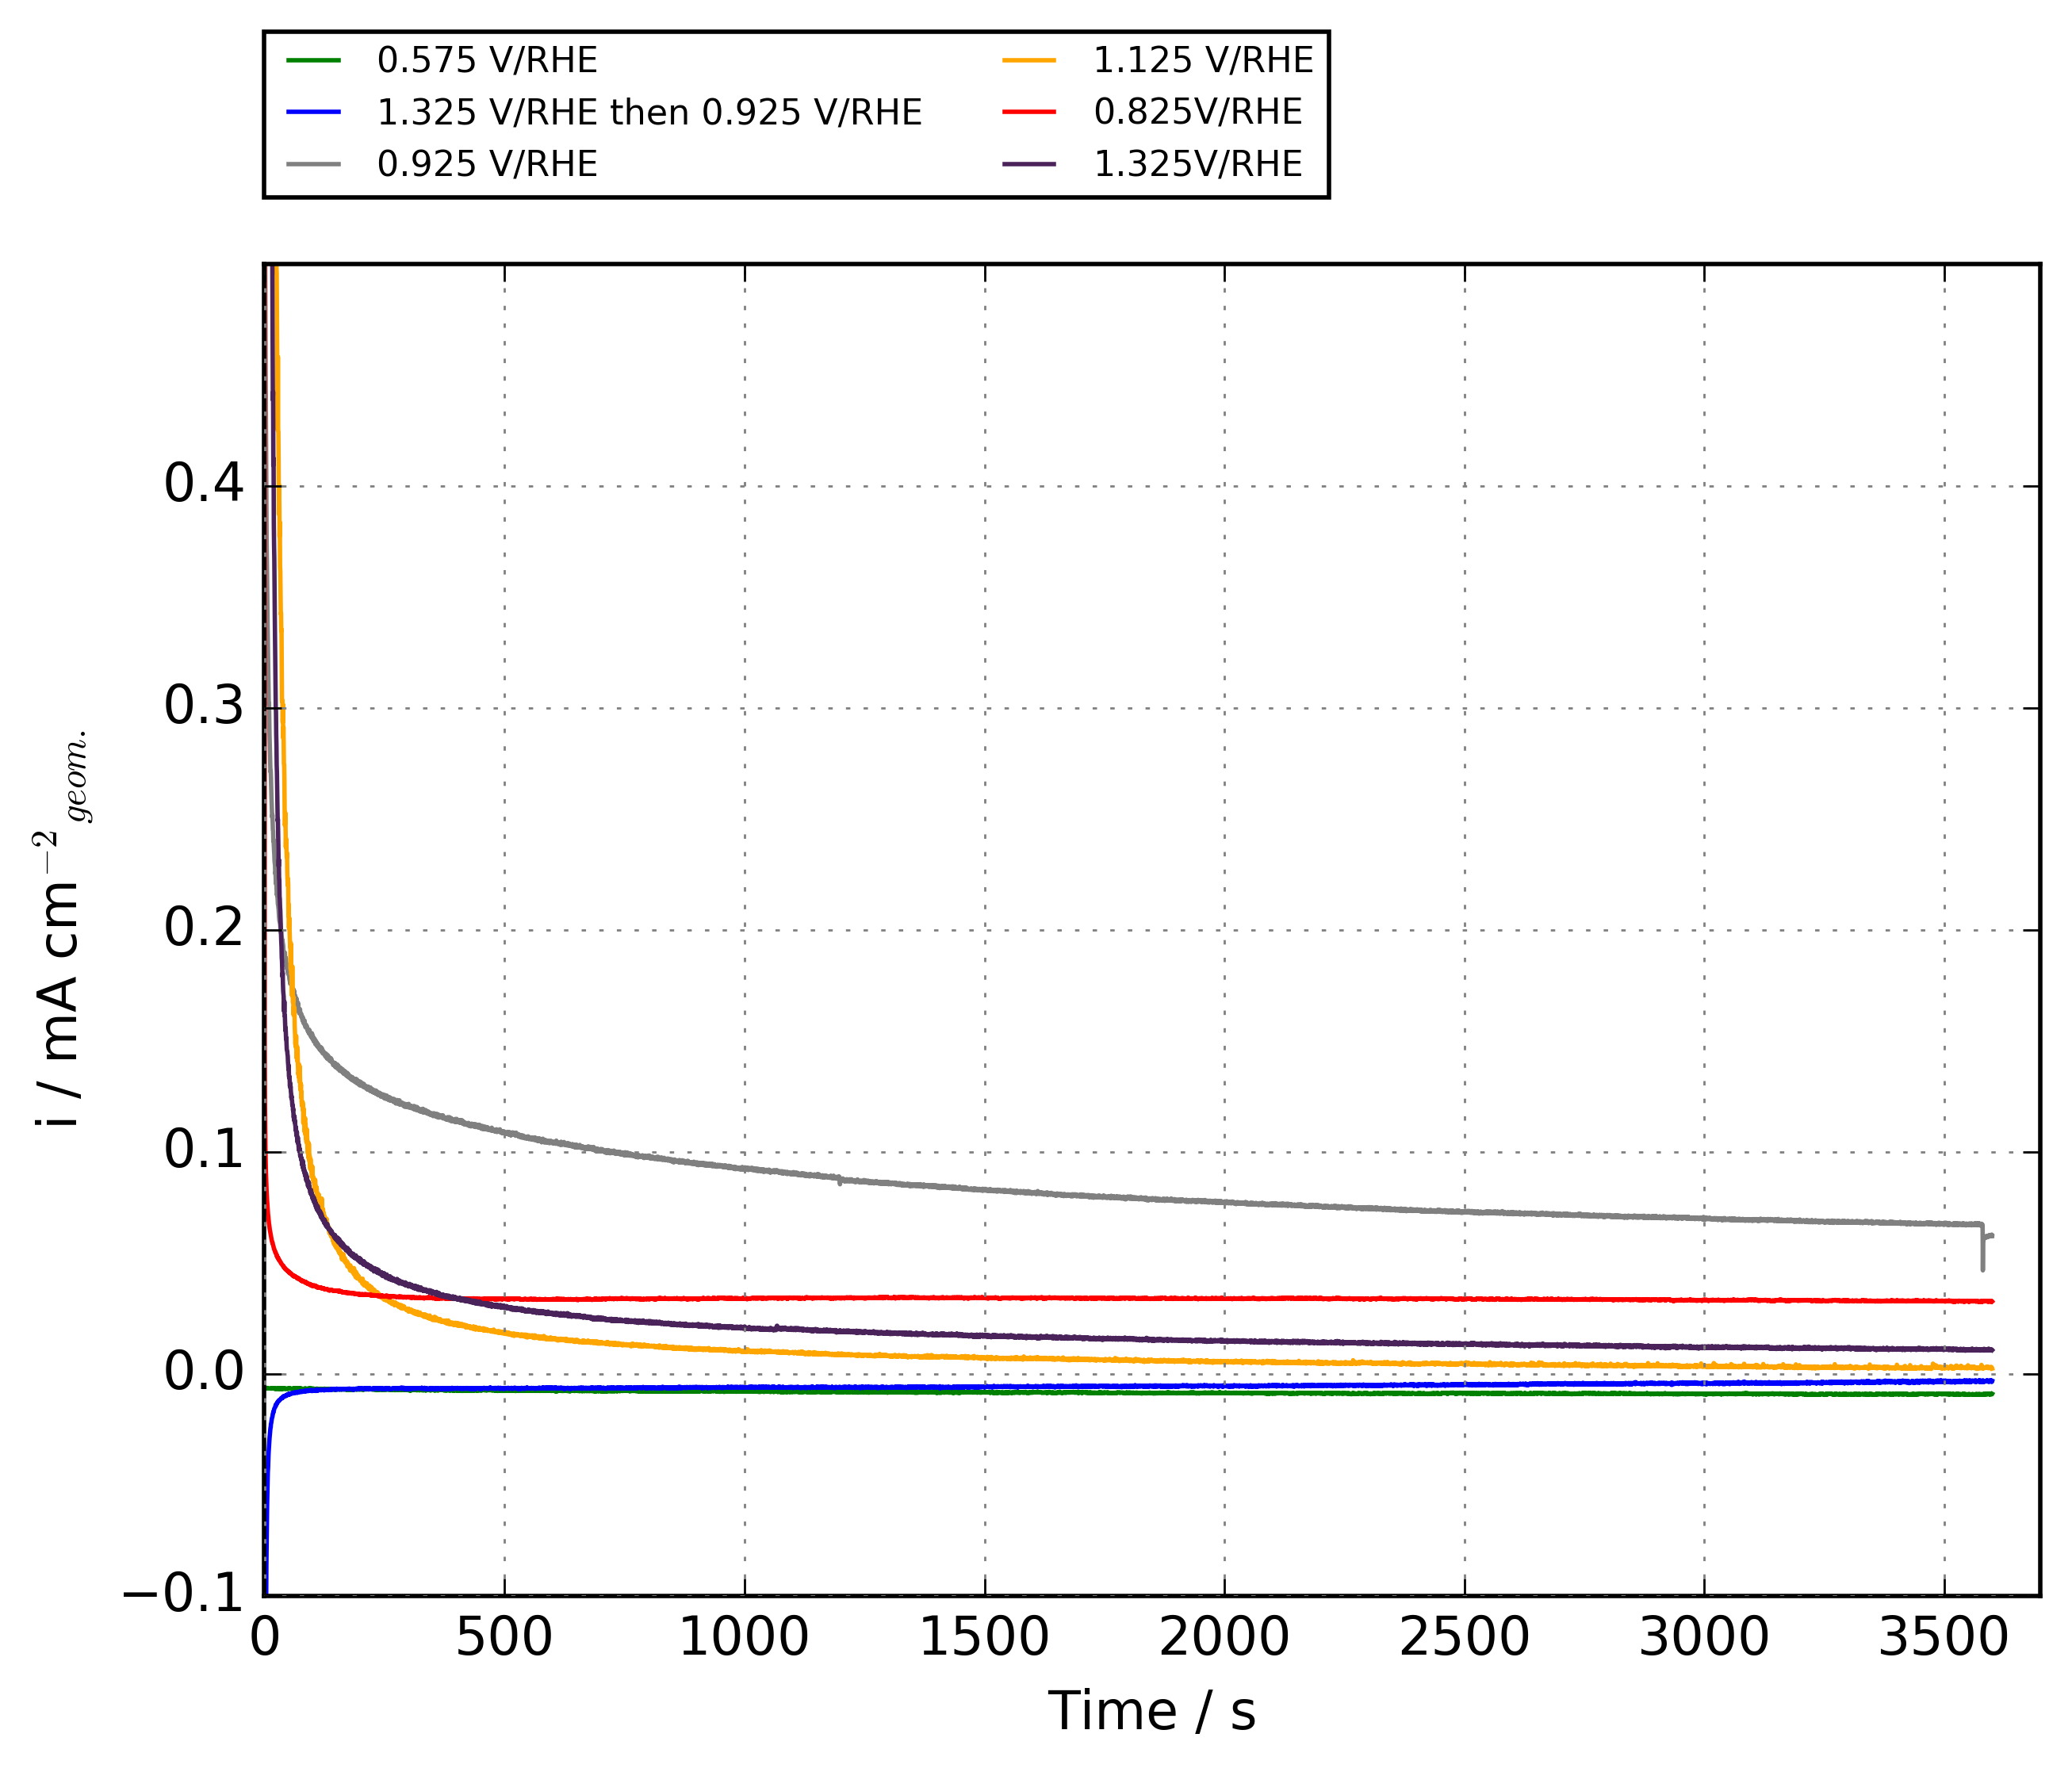 0.575 V/RHE
1.325 V/RHE then 0.925 V/RHE
0.925 V/RHE
1.125 V/RHE
0.825V/RHE
1.325V/RHE
0.4
0.3
0.2
0.1
0.0
−0.1
i / mA cm⁻² geom.
0 500 1000 1500 2000 2500 3000 3500
Time / s